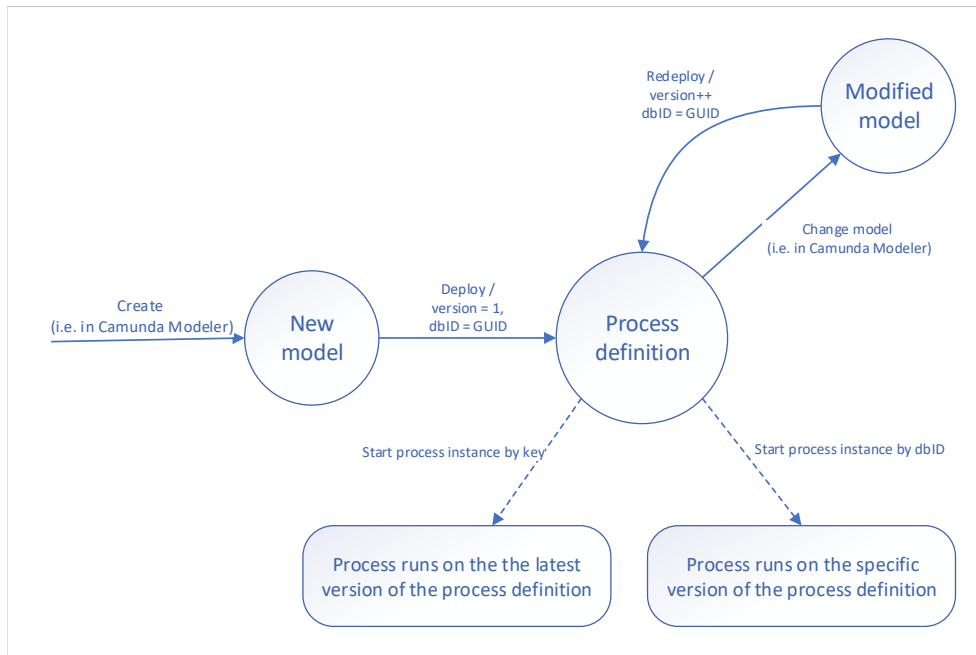 Redeploy /
version++
dbID = GUID
Modified
model
Change model
(i.e. in Camunda Modeler)
Create
(i.e. in Camunda Modeler)
New
model
Deploy /
version = 1,
dbID = GUID
Process
definition
Start process instance by key
Start process instance by dbID
Process runs on the the latest
version of the process definition
Process runs on the specific
version of the process definition